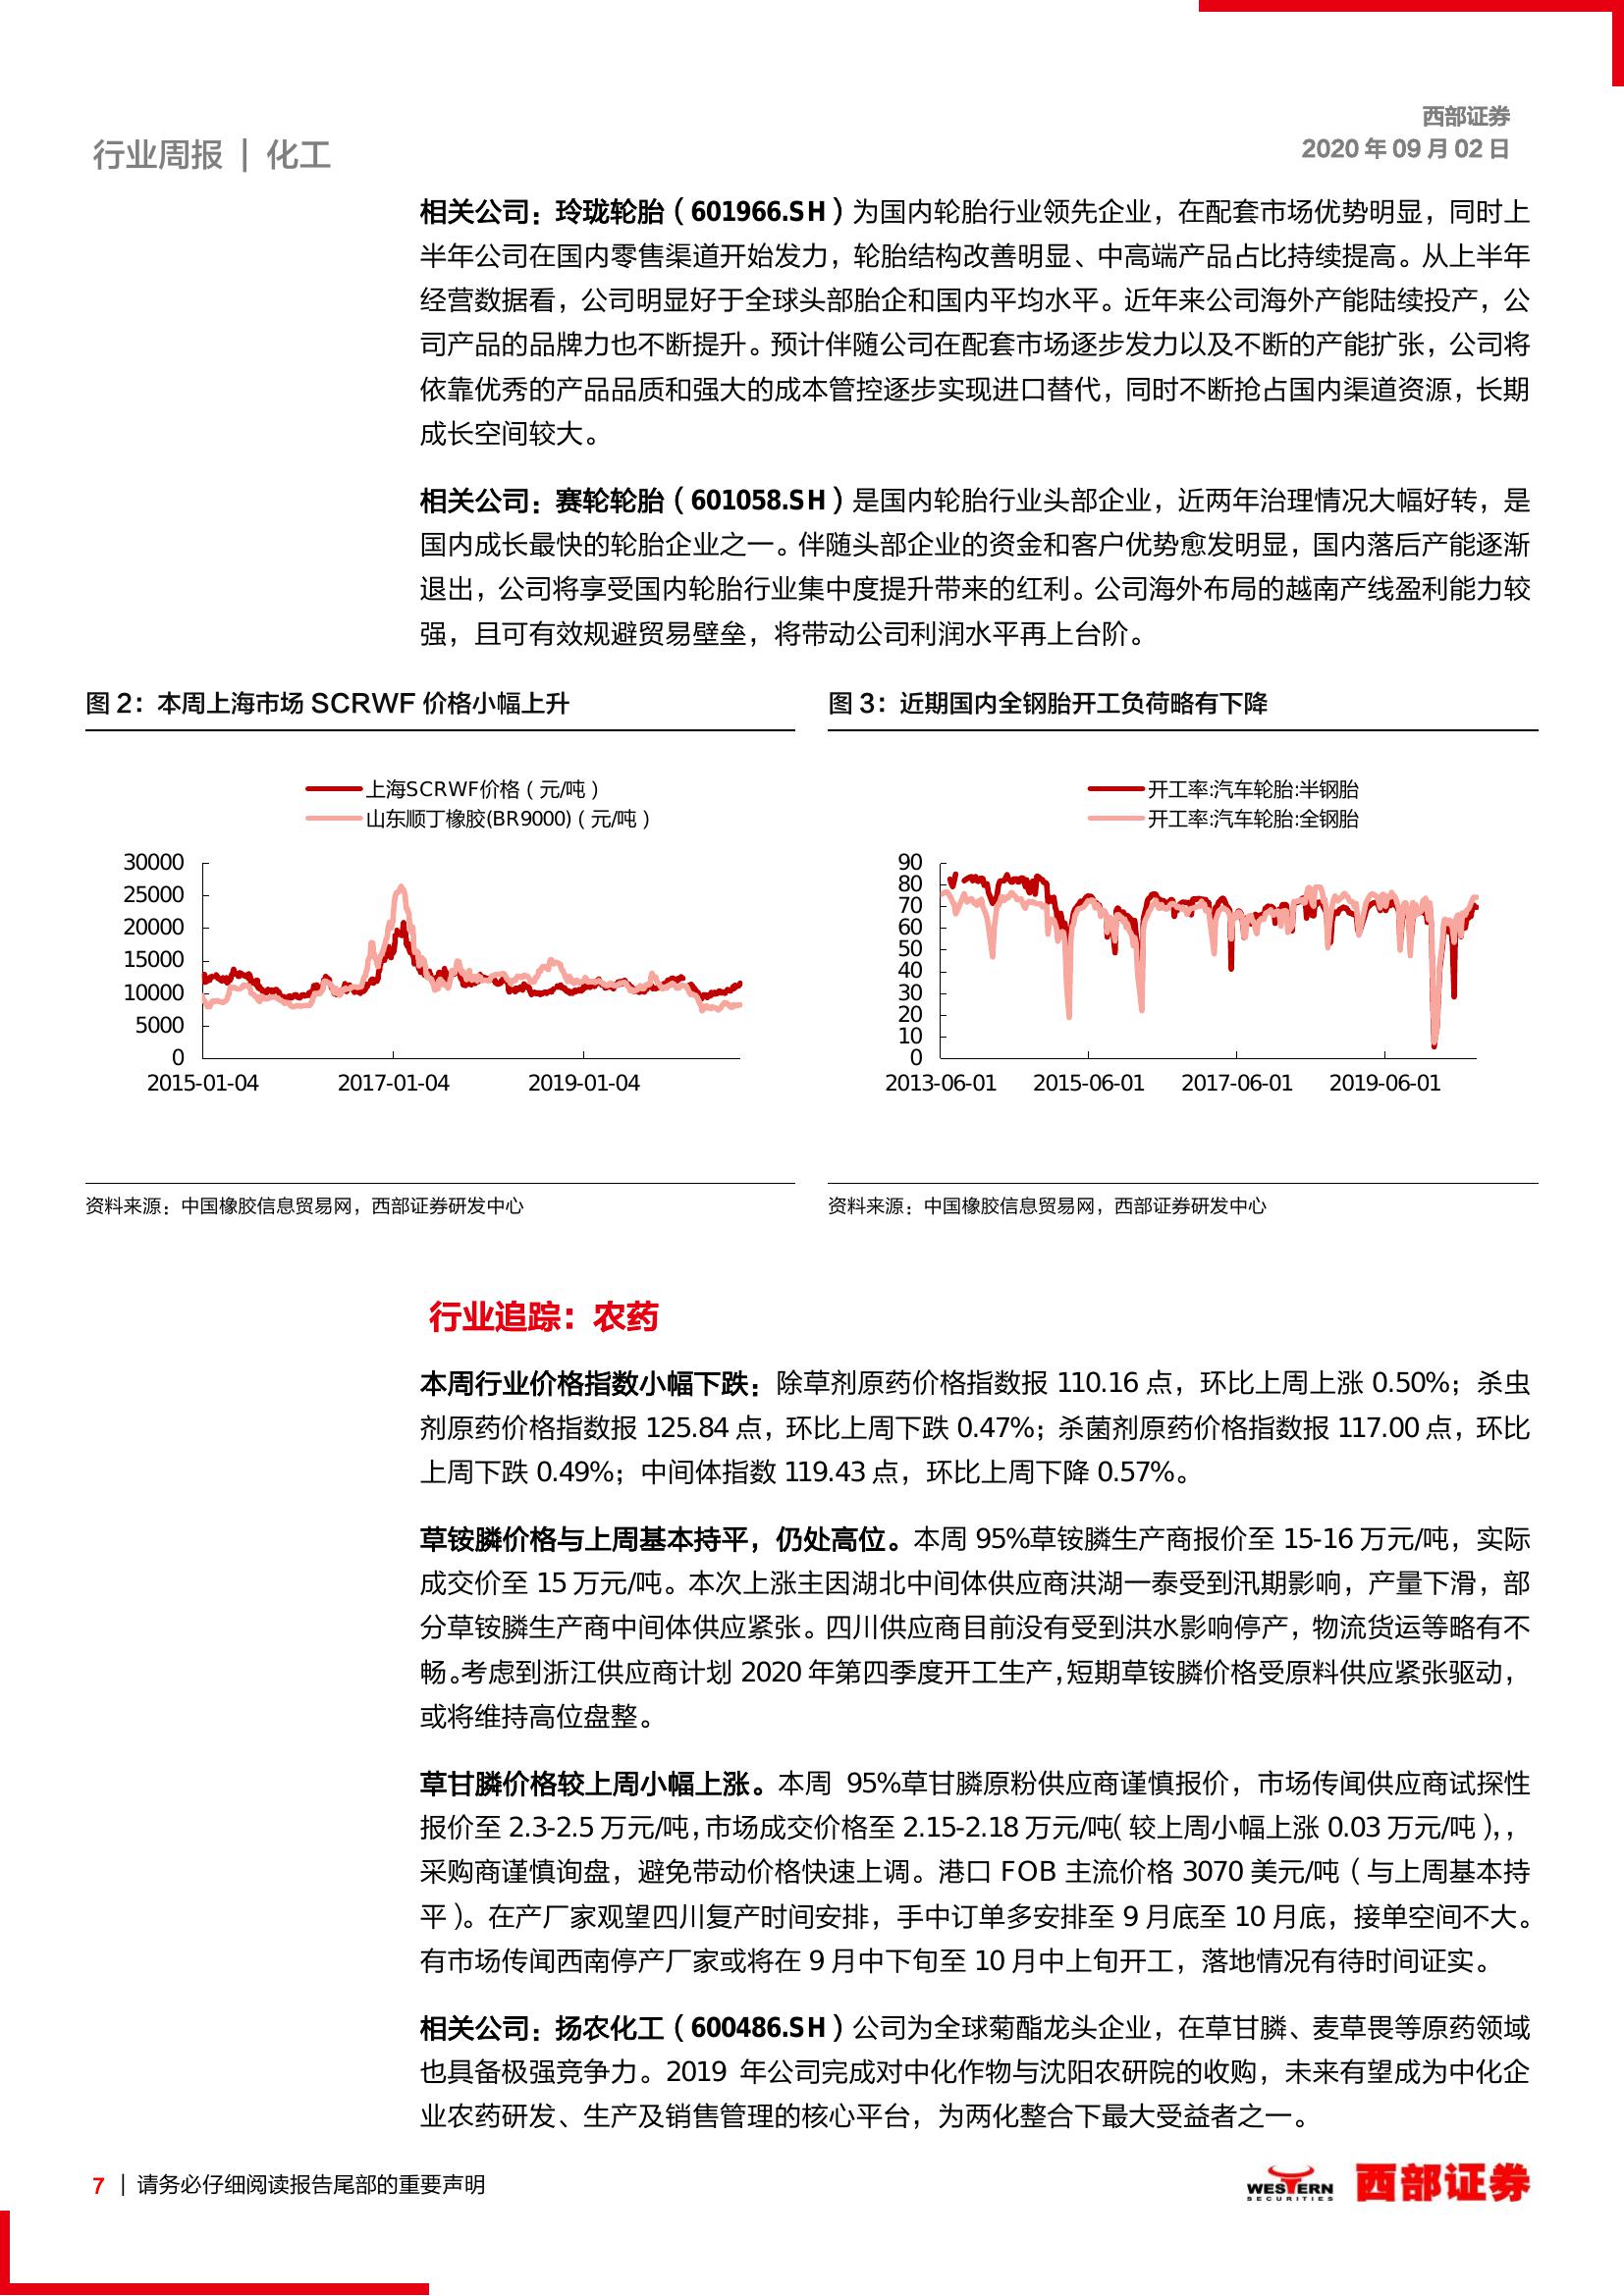 西部证券
2020 年 09 月 02 日
行业周报 | 化工
相关公司：玲珑轮胎（601966.SH）为国内轮胎行业领先企业，在配套市场优势明显，同时上
半年公司在国内零售渠道开始发力，轮胎结构改善明显、中高端产品占比持续提高。从上半年
经营数据看，公司明显好于全球头部胎企和国内平均水平。近年来公司海外产能陆续投产，公
司产品的品牌力也不断提升。预计伴随公司在配套市场逐步发力以及不断的产能扩张，公司将
依靠优秀的产品品质和强大的成本管控逐步实现进口替代，同时不断抢占国内渠道资源，长期
成长空间较大。
相关公司：赛轮轮胎（601058.SH）是国内轮胎行业头部企业，近两年治理情况大幅好转，是
国内成长最快的轮胎企业之一。伴随头部企业的资金和客户优势愈发明显，国内落后产能逐渐
退出，公司将享受国内轮胎行业集中度提升带来的红利。公司海外布局的越南产线盈利能力较
强，且可有效规避贸易壁垒，将带动公司利润水平再上台阶。
图 2：本周上海市场 SCRWF 价格小幅上升
上海SCRWF价格（元/吨）
山东顺丁橡胶(BR9000)（元/吨）
30000
25000
20000
15000
10000
5000
0
2015-01-04 2017-01-04 2019-01-04
资料来源：中国橡胶信息贸易网，西部证券研发中心
图 3：近期国内全钢胎开工负荷略有下降
开工率:汽车轮胎:半钢胎
开工率:汽车轮胎:全钢胎
90
80
70
60
50
40
30
20
10
0
2013-06-01 2015-06-01 2017-06-01 2019-06-01
资料来源：中国橡胶信息贸易网，西部证券研发中心
行业追踪：农药
本周行业价格指数小幅下跌：除草剂原药价格指数报 110.16 点，环比上周上涨 0.50%；杀虫
剂原药价格指数报 125.84 点，环比上周下跌 0.47%；杀菌剂原药价格指数报 117.00 点，环比
上周下跌 0.49%；中间体指数 119.43 点，环比上周下降 0.57%。
草铵膦价格与上周基本持平，仍处高位。本周 95%草铵膦生产商报价至 15-16 万元/吨，实际
成交价至 15 万元/吨。本次上涨主因湖北中间体供应商洪湖一泰受到汛期影响，产量下滑，部
分草铵膦生产商中间体供应紧张。四川供应商目前没有受到洪水影响停产，物流货运等略有不
畅。考虑到浙江供应商计划 2020 年第四季度开工生产，短期草铵膦价格受原料供应紧张驱动，
或将维持高位盘整。
草甘膦价格较上周小幅上涨。本周 95%草甘膦原粉供应商谨慎报价，市场传闻供应商试探性
报价至 2.3-2.5 万元/吨，市场成交价格至 2.15-2.18 万元/吨（较上周小幅上涨 0.03 万元/吨），，
采购商谨慎询盘，避免带动价格快速上调。港口 FOB 主流价格 3070 美元/吨（与上周基本持
平）。在产厂家观望四川复产时间安排，手中订单多安排至 9 月底至 10 月底，接单空间不大。
有市场传闻西南停产厂家或将在 9 月中下旬至 10 月中上旬开工，落地情况有待时间证实。
相关公司：扬农化工（600486.SH）公司为全球菊酯龙头企业，在草甘膦、麦草畏等原药领域
也具备极强竞争力。2019 年公司完成对中化作物与沈阳农研院的收购，未来有望成为中化企
业农药研发、生产及销售管理的核心平台，为两化整合下最大受益者之一。
7 | 请务必仔细阅读报告尾部的重要声明
WESTERN
SECURITIES
西部证券